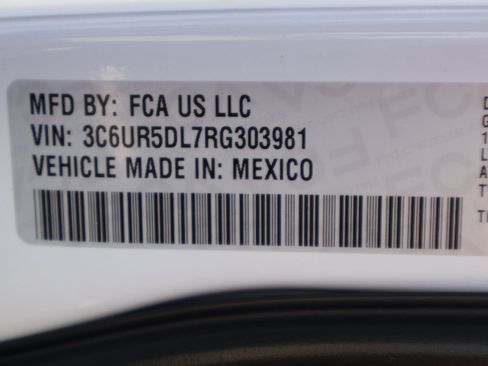 MFD BY: FCA US LLC
VIN: 3C6UR5DL7RG303981
VEHICLE MADE IN: MEXICO